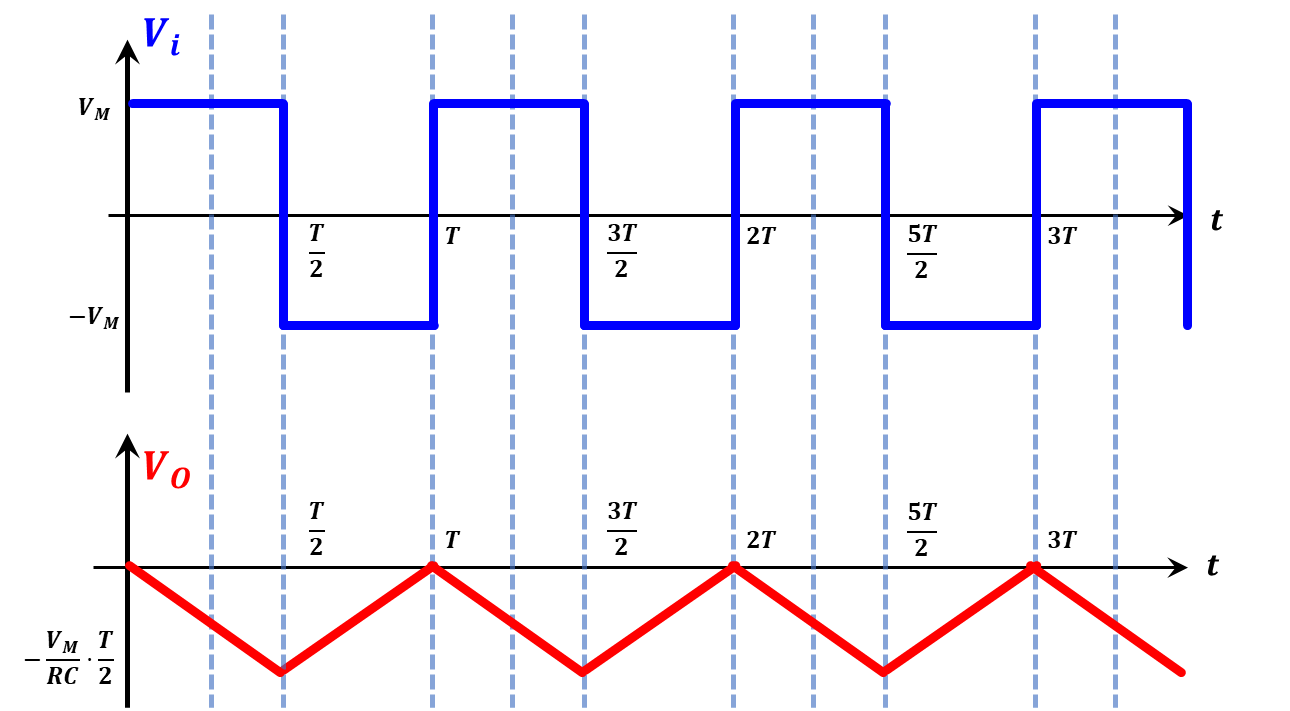 V_i
V_M
t
T/2 T 3T/2 2T 5T/2 3T
−V_M
V_O
T/2 T 3T/2 2T 5T/2 3T
t
−V_M/RC · T/2